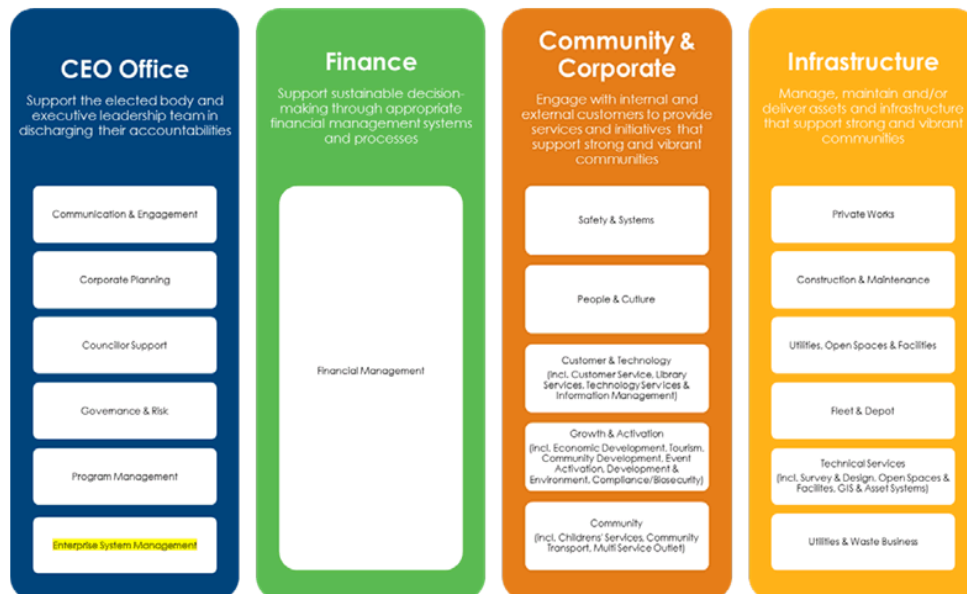 CEO Office
Support the elected body and
executive leadership team in
discharging their accountabilities
Communication & Engagement
Corporate Planning
Councillor Support
Governance & Risk
Program Management
Enterprise System Management
Finance
Support sustainable decision-
making through appropriate
financial management systems
and processes
Financial Management
Community &
Corporate
Engage with internal and
external customers to provide
services and initiatives that
support strong and vibrant
communities
Safety & Systems
People & Cutlure
Customer & Technology
(incl. Customer Service, Library
Services, Technology Services &
Information Management)
Growth & Activation
(incl. Economic Development, Tourism,
Community Development, Event
Activation, Development &
Environment, Compliance/Biosecurity)
Community
(incl. Childrens' Services, Community
Transport, Multi Service Outlet)
Infrastructure
Manage, maintain and/or
deliver assets and infrastructure
that support strong and vibrant
communities
Private Works
Construction & Maintenance
Utilities, Open Spaces & Facilities
Fleet & Depot
Technical Services
(incl. Survey & Design, Open Spaces &
Facilites, GIS & Asset Systems)
Utilities & Waste Business